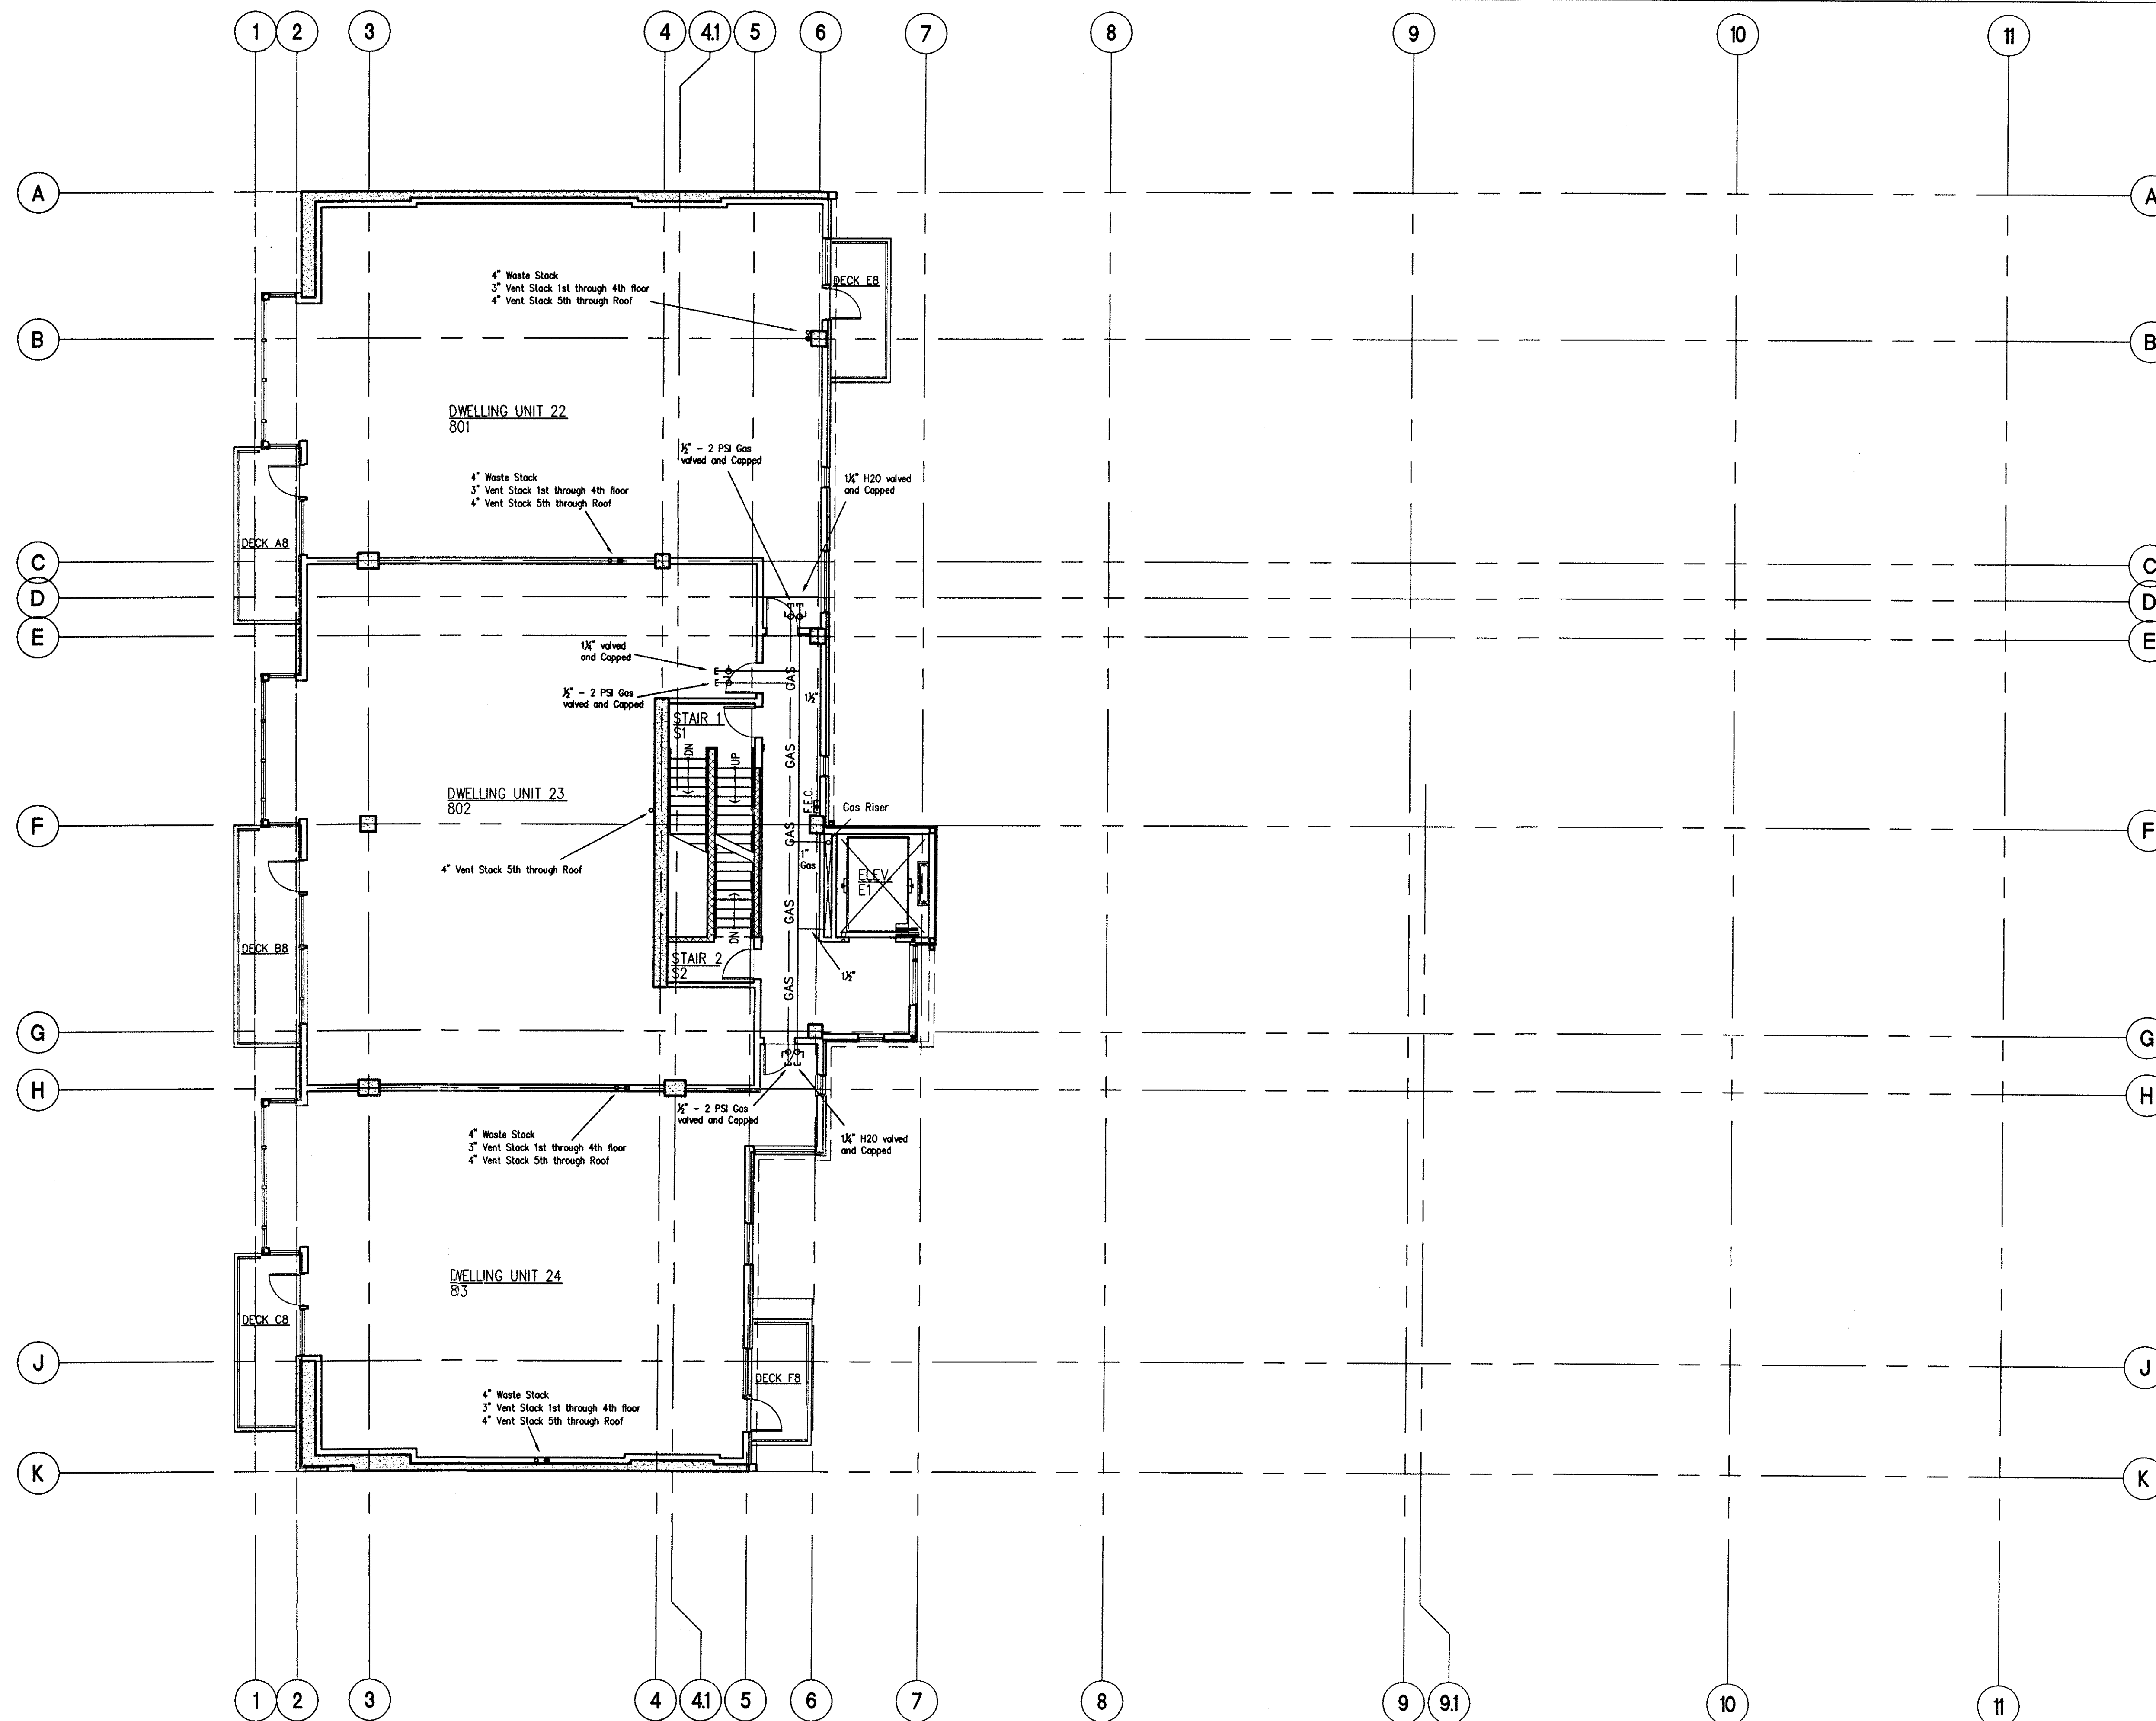 1 2 3 4 4.1 5 6 7 8 9 10 11
A A
DECK E8
4" Waste Stack
3" Vent Stack 1st through 4th floor
4" Vent Stack 5th through Roof
B B
DWELLING UNIT 22
801
½" - 2 PSI Gas
valved and Capped
4" Waste Stack
3" Vent Stack 1st through 4th floor
4" Vent Stack 5th through Roof
1¼" H2O valved
and Capped
DECK A8
C C
D D
E E
1¼" valved
and Capped
½" - 2 PSI Gas
valved and Capped
GAS
1½"
STAIR 1
S1
DN
UP
GAS
DWELLING UNIT 23
802
F.E.C.
Gas Riser
F F
GAS
1"
Gas
4" Vent Stack 5th through Roof
ELEV.
E1
GAS
DN
DECK B8
STAIR 2
S2
1½"
GAS
G G
H H
½" - 2 PSI Gas
valved and Capped
4" Waste Stack
3" Vent Stack 1st through 4th floor
4" Vent Stack 5th through Roof
1¼" H2O valved
and Capped
DWELLING UNIT 24
813
DECK C8
J J
DECK F8
4" Waste Stack
3" Vent Stack 1st through 4th floor
4" Vent Stack 5th through Roof
K K
1 2 3 4 4.1 5 6 7 8 9 9.1 10 11